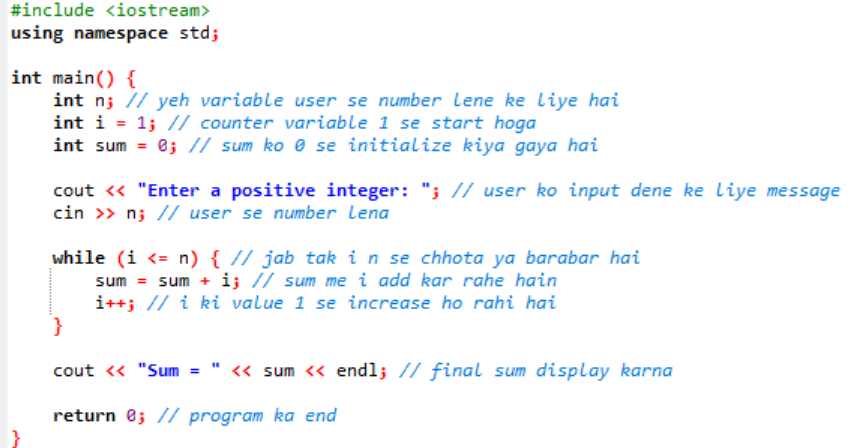 #include <iostream>
using namespace std;
int main() {
int n; // yeh variable user se number lene ke liye hai
int i = 1; // counter variable 1 se start hoga
int sum = 0; // sum ko 0 se initialize kiya gaya hai
cout << "Enter a positive integer: "; // user ko input dene ke liye message
cin >> n; // user se number lena
while (i <= n) { // jab tak i n se chhota ya barabar hai
sum = sum + i; // sum me i add kar rahe hain
i++; // i ki value 1 se increase ho rahi hai
}
cout << "Sum = " << sum << endl; // final sum display karna
return 0; // program ka end
}